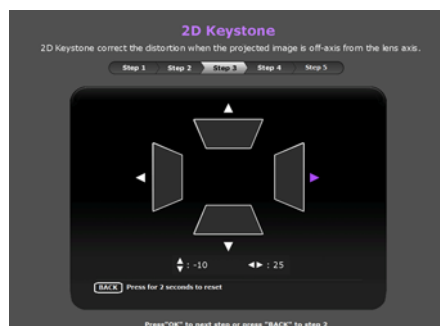 2D Keystone
2D Keystone correct the distortion when the projected image is off-axis from the lens axis.
Step 1 Step 2 Step 3 Step 4 Step 5
: -10 : 25
BACK Press for 2 seconds to reset
Press"OK" to next step or press "BACK" to step 2